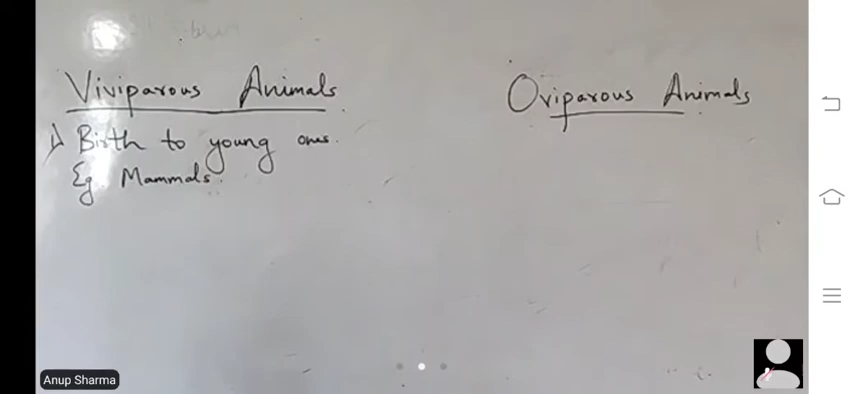 Viviparous Animals
Oviparous Animals
1) Birth to young ones.
Eg. Mammals.
Anup Sharma